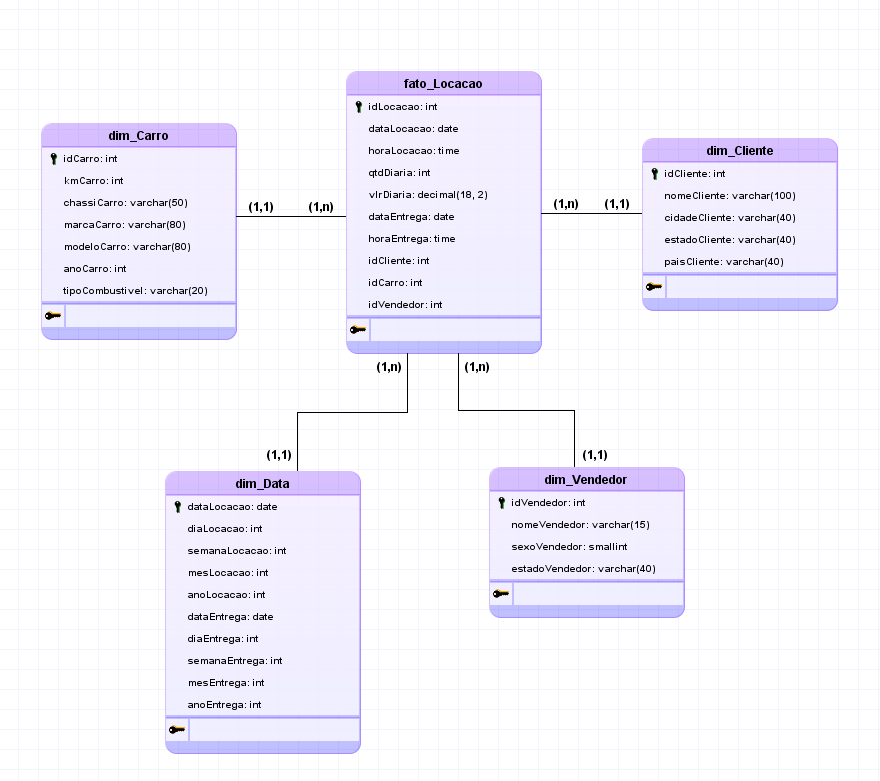 fato_Locacao
idLocacao: int
dataLocacao: date
horaLocacao: time
qtdDiaria: int
vlrDiaria: decimal(18, 2)
dataEntrega: date
horaEntrega: time
idCliente: int
idCarro: int
idVendedor: int
dim_Carro
idCarro: int
kmCarro: int
chassiCarro: varchar(50)
marcaCarro: varchar(80)
modeloCarro: varchar(80)
anoCarro: int
tipoCombustivel: varchar(20)
(1,1)
(1,n)
(1,n)
(1,1)
dim_Cliente
idCliente: int
nomeCliente: varchar(100)
cidadeCliente: varchar(40)
estadoCliente: varchar(40)
paisCliente: varchar(40)
(1,n)
(1,n)
(1,1)
(1,1)
dim_Data
dataLocacao: date
diaLocacao: int
semanaLocacao: int
mesLocacao: int
anoLocacao: int
dataEntrega: date
diaEntrega: int
semanaEntrega: int
mesEntrega: int
anoEntrega: int
dim_Vendedor
idVendedor: int
nomeVendedor: varchar(15)
sexoVendedor: smallint
estadoVendedor: varchar(40)